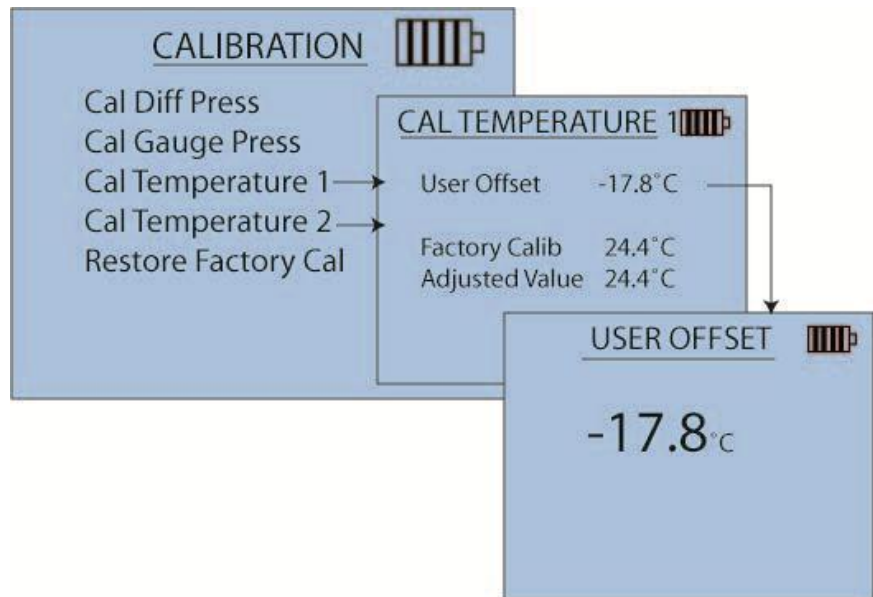 CALIBRATION
Cal Diff Press
Cal Gauge Press
Cal Temperature 1
Cal Temperature 2
Restore Factory Cal
CAL TEMPERATURE 1
User Offset -17.8˚C
Factory Calib 24.4˚C
Adjusted Value 24.4˚C
USER OFFSET
-17.8˚C